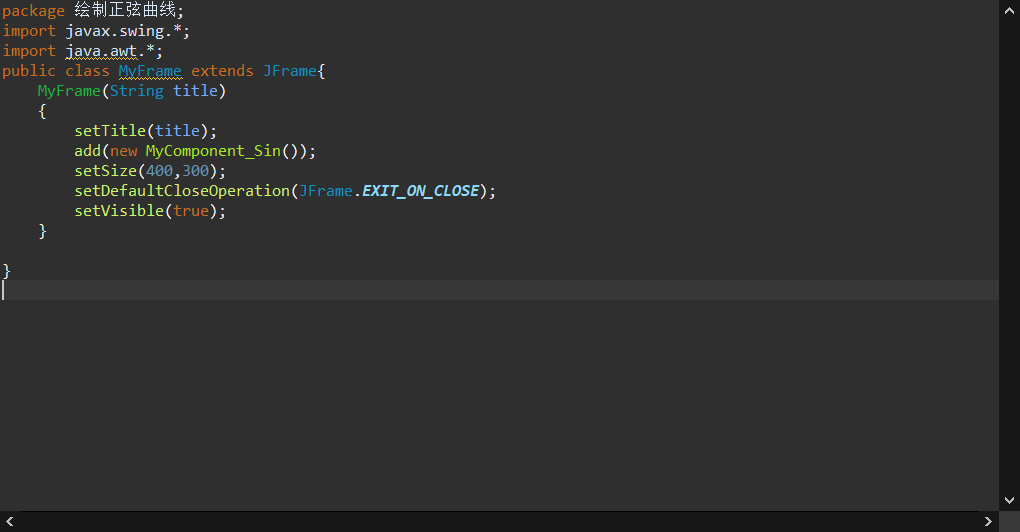 package 绘制正弦曲线;
import javax.swing.*;
import java.awt.*;
public class MyFrame extends JFrame{
    MyFrame(String title)
    {
        setTitle(title);
        add(new MyComponent_Sin());
        setSize(400,300);
        setDefaultCloseOperation(JFrame.EXIT_ON_CLOSE);
        setVisible(true);
    }
}